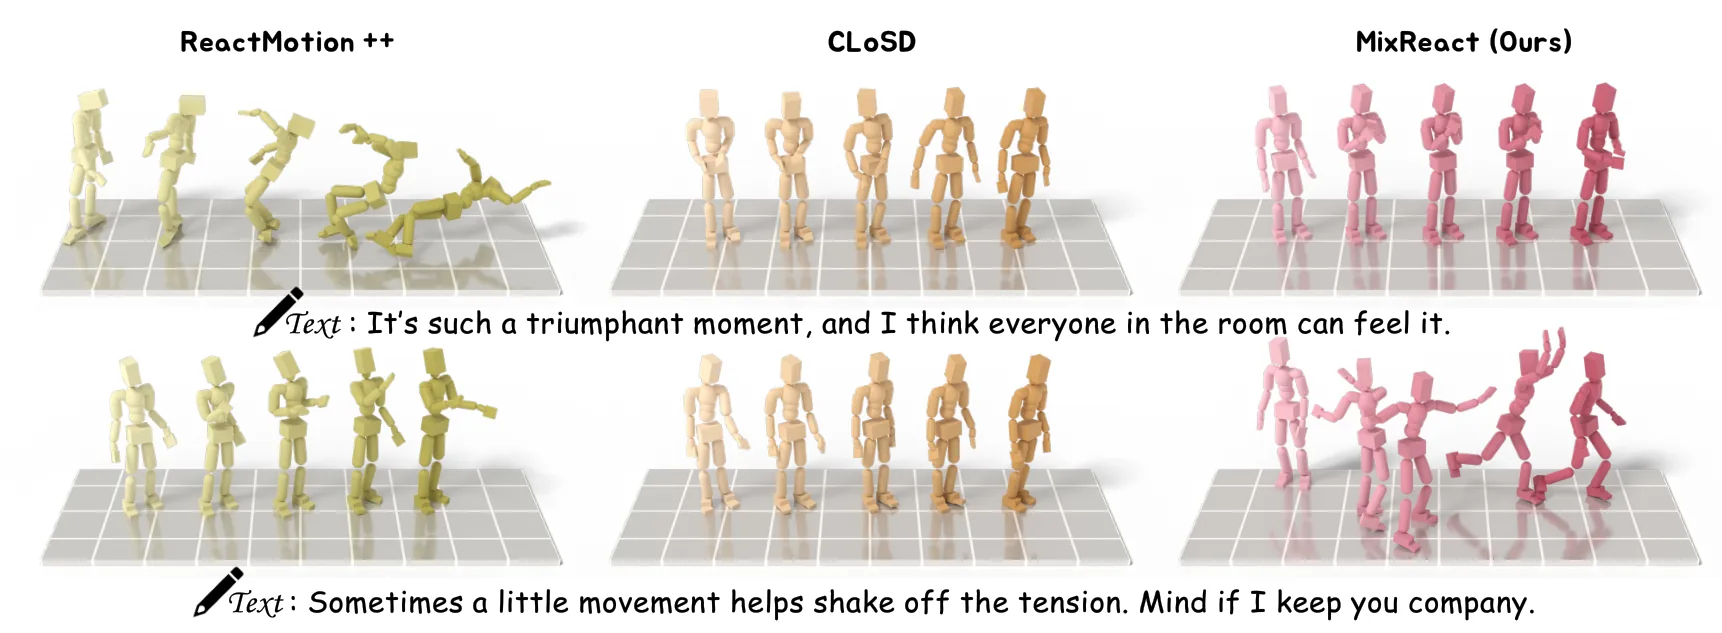 ReactMotion ++
CLoSD
MixReact (Ours)
Text : It's such a triumphant moment, and I think everyone in the room can feel it.
Text : Sometimes a little movement helps shake off the tension. Mind if I keep you company.